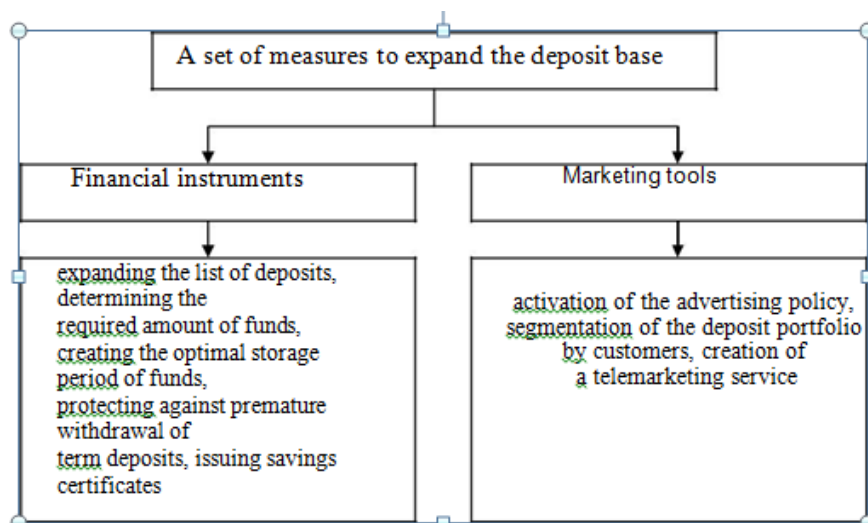 A set of measures to expand the deposit base
Financial instruments
Marketing tools
expanding the list of deposits,
determining the
required amount of funds,
creating the optimal storage
period of funds,
protecting against premature
withdrawal of
term deposits, issuing savings
certificates
activation of the advertising policy,
segmentation of the deposit portfolio
by customers, creation of
a telemarketing service